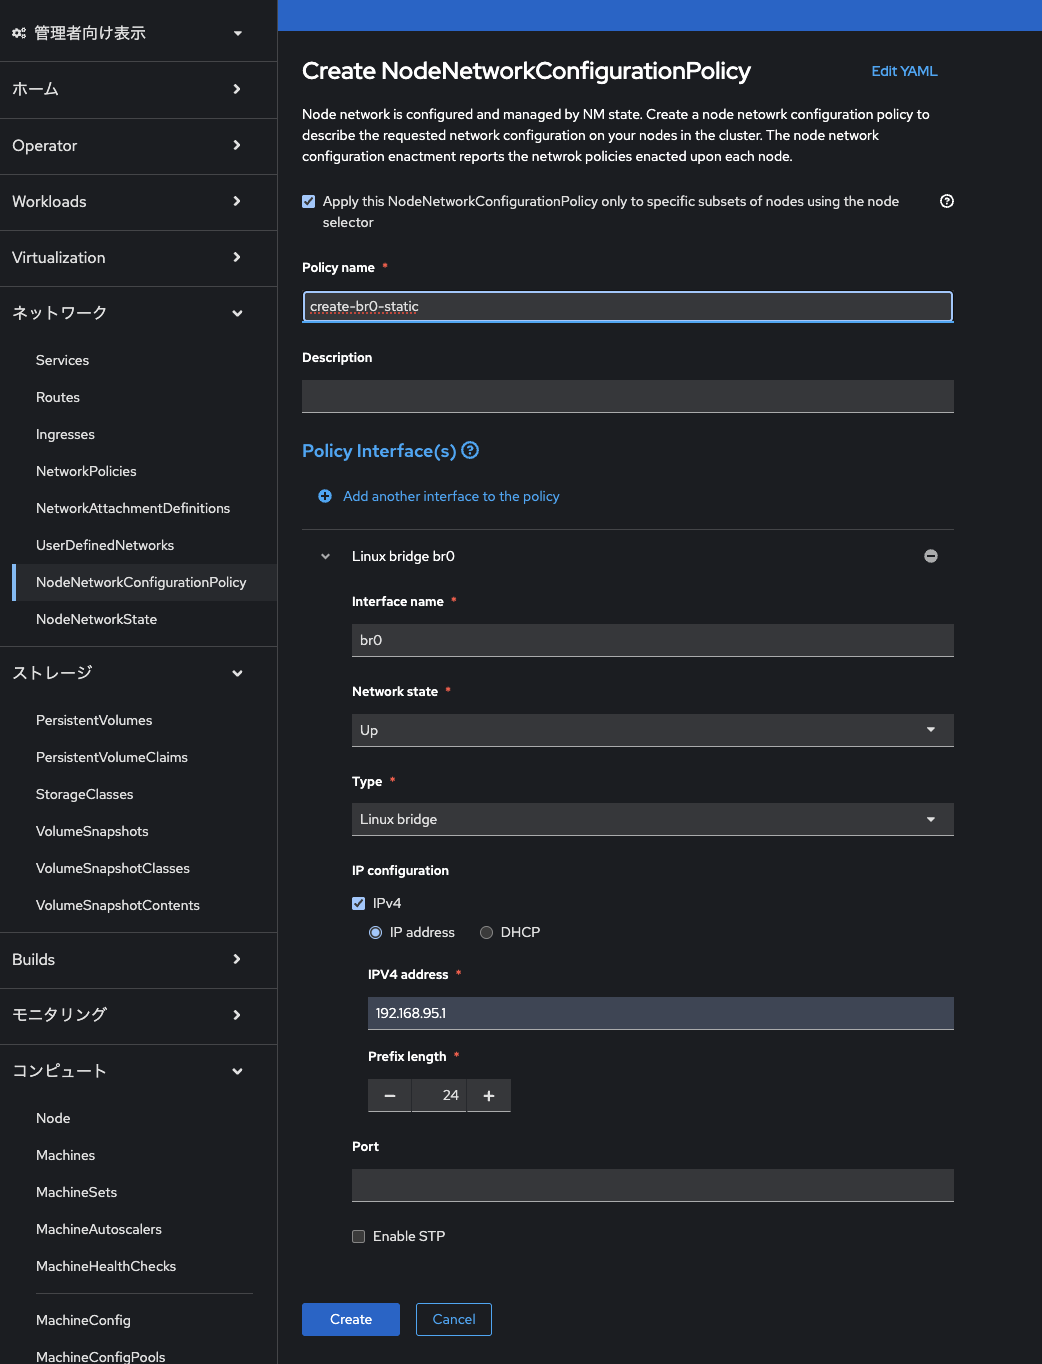 管理者向け表示
ホーム
Operator
Workloads
Virtualization
ネットワーク
Services
Routes
Ingresses
NetworkPolicies
NetworkAttachmentDefinitions
UserDefinedNetworks
NodeNetworkConfigurationPolicy
NodeNetworkState
ストレージ
PersistentVolumes
PersistentVolumeClaims
StorageClasses
VolumeSnapshots
VolumeSnapshotClasses
VolumeSnapshotContents
Builds
モニタリング
コンピュート
Node
Machines
MachineSets
MachineAutoscalers
MachineHealthChecks
MachineConfig
MachineConfigPools
Create NodeNetworkConfigurationPolicy
Edit YAML
Node network is configured and managed by NM state. Create a node netowrk configuration policy to
describe the requested network configuration on your nodes in the cluster. The node network
configuration enactment reports the netwrok policies enacted upon each node.
Apply this NodeNetworkConfigurationPolicy only to specific subsets of nodes using the node
selector
Policy name *
create-br0-static
Description
Policy Interface(s)
Add another interface to the policy
Linux bridge br0
Interface name *
br0
Network state *
Up
Type *
Linux bridge
IP configuration
IPv4
IP address DHCP
IPV4 address *
192.168.95.1
Prefix length *
24
Port
Enable STP
Create Cancel